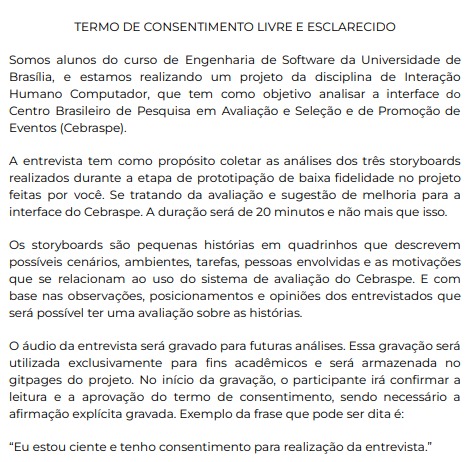 TERMO DE CONSENTIMENTO LIVRE E ESCLARECIDO
Somos alunos do curso de Engenharia de Software da Universidade de
Brasília, e estamos realizando um projeto da disciplina de Interação
Humano Computador, que tem como objetivo analisar a interface do
Centro Brasileiro de Pesquisa em Avaliação e Seleção e de Promoção de
Eventos (Cebraspe).
A entrevista tem como propósito coletar as análises dos três storyboards
realizados durante a etapa de prototipação de baixa fidelidade no projeto
feitas por você. Se tratando da avaliação e sugestão de melhoria para a
interface do Cebraspe. A duração será de 20 minutos e não mais que isso.
Os storyboards são pequenas histórias em quadrinhos que descrevem
possíveis cenários, ambientes, tarefas, pessoas envolvidas e as motivações
que se relacionam ao uso do sistema de avaliação do Cebraspe. E com
base nas observações, posicionamentos e opiniões dos entrevistados que
será possível ter uma avaliação sobre as histórias.
O áudio da entrevista será gravado para futuras análises. Essa gravação será
utilizada exclusivamente para fins acadêmicos e será armazenada no
gitpages do projeto. No início da gravação, o participante irá confirmar a
leitura e a aprovação do termo de consentimento, sendo necessário a
afirmação explícita gravada. Exemplo da frase que pode ser dita é:
“Eu estou ciente e tenho consentimento para realização da entrevista.”